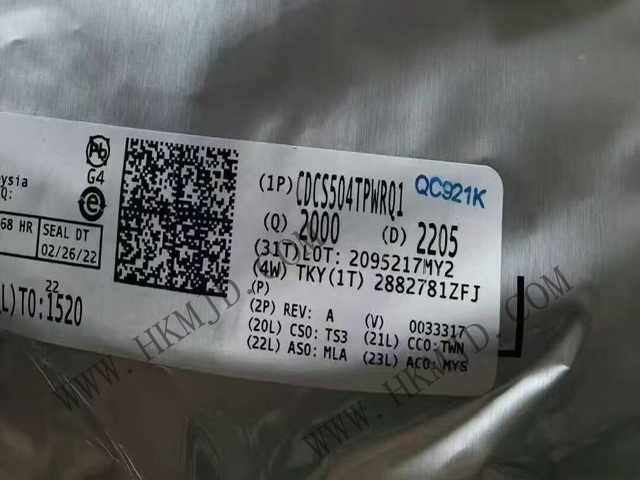 Pb
G4
e
ysia
Q:
68 HR
SEAL DT
02/26/22
22
L)TO:1520
(1P) CDCS504TPWRQ1
QC921K
(Q) 2000 (D) 2205
(31T)LOT: 2095217MY2
(4W) TKY(1T) 2882781ZFJ
(P)
(2P) REV: A (V) 0033317
(20L) CSO: TS3 (21L) CCO:TWN
(22L) ASO: MLA (23L) ACO: MYS
WWW.HKMJD.COM
WWW.HKMJD.COM